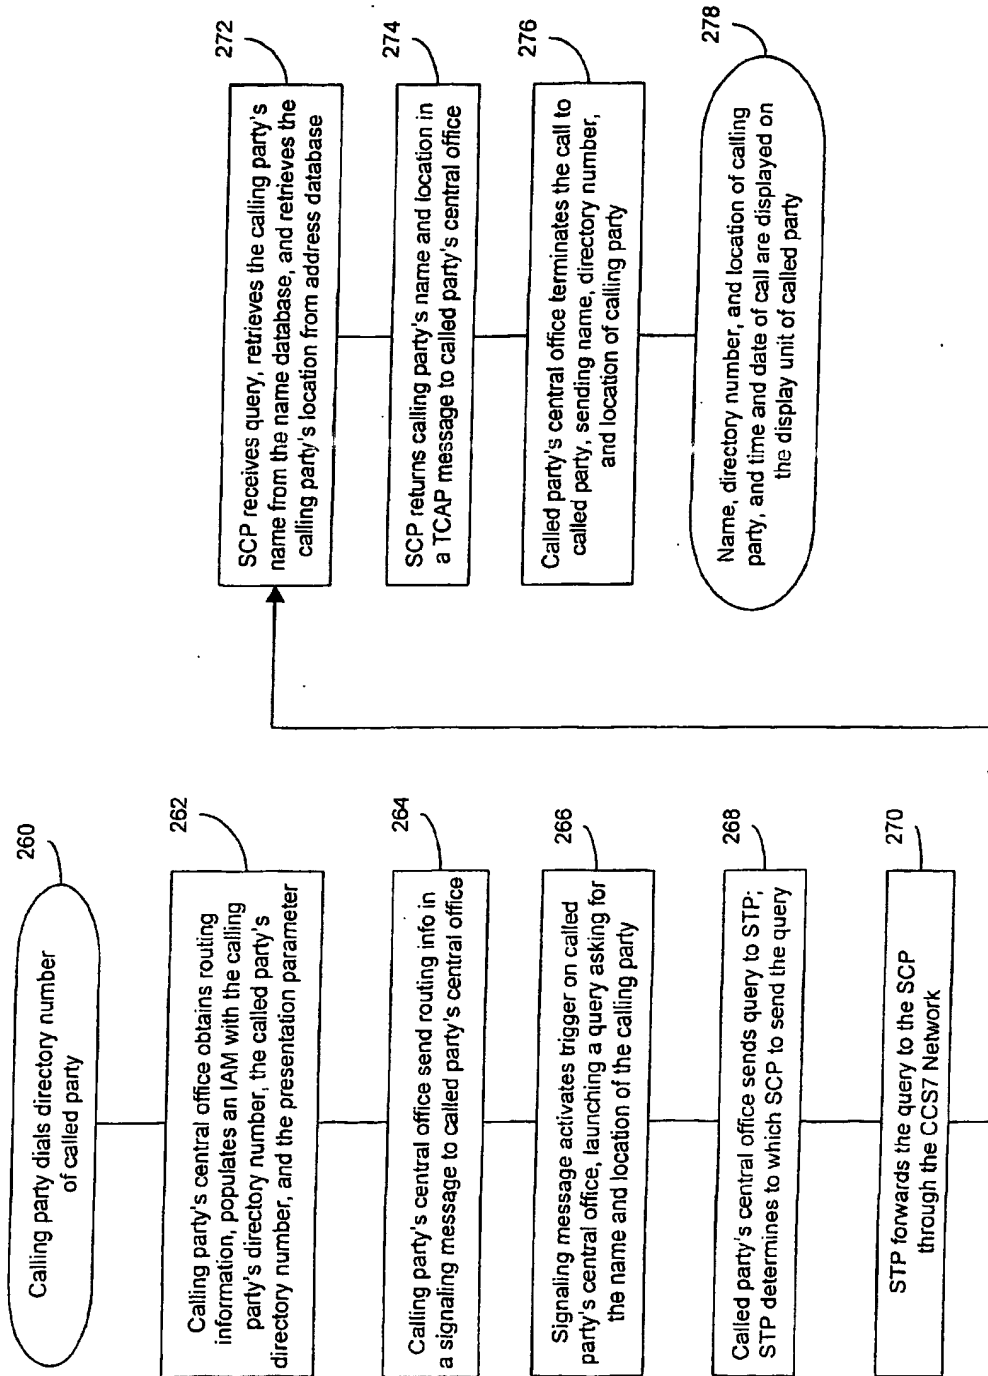 260
Calling party dials directory number
of called party
262
Calling party's central office obtains routing
information, populates an IAM with the calling
party's directory number, the called party's
directory number, and the presentation parameter
264
Calling party's central office send routing info in
a signaling message to called party's central office
266
Signaling message activates trigger on called
party's central office, launching a query asking for
the name and location of the calling party
268
Called party's central office sends query to STP;
STP determines to which SCP to send the query
270
STP forwards the query to the SCP
through the CCS7 Network
272
SCP receives query, retrieves the calling party's
name from the name database, and retrieves the
calling party's location from address database
274
SCP returns calling party's name and location in
a TCAP message to called party's central office
276
Called party's central office terminates the call to
called party, sending name, directory number,
and location of calling party
278
Name, directory number, and location of calling
party, and time and date of call are displayed on
the display unit of called party